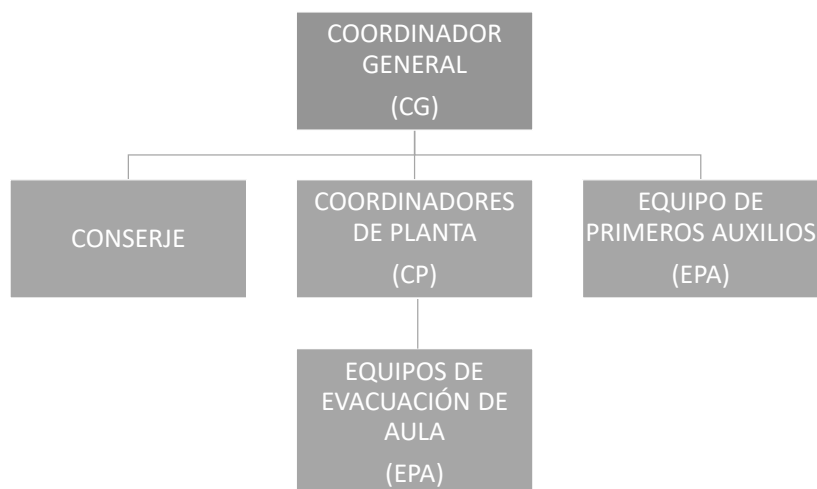 COORDINADOR
GENERAL
(CG)
CONSERJE
COORDINADORES
DE PLANTA
(CP)
EQUIPO DE
PRIMEROS AUXILIOS
(EPA)
EQUIPOS DE
EVACUACIÓN DE
AULA
(EPA)